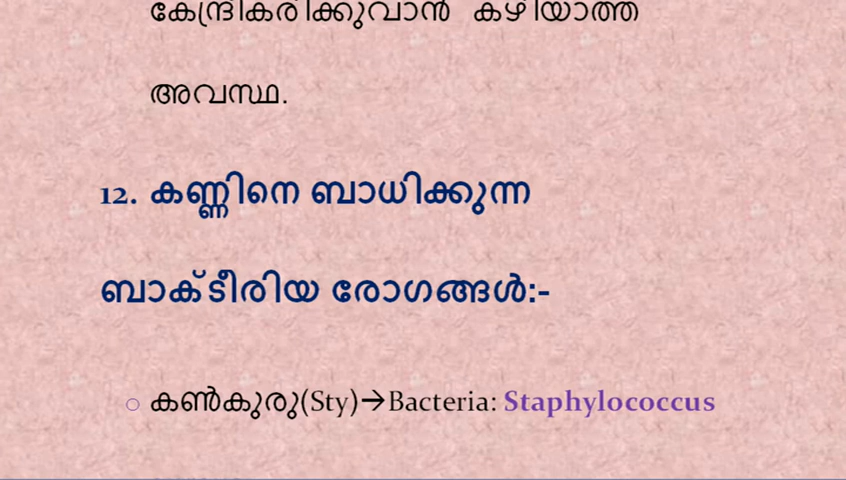 കേന്ദ്രീകരിക്കുവാൻ കഴിയാത്ത
അവസ്ഥ.
12. കണ്ണിനെ ബാധിക്കുന്ന
ബാക്ടീരിയ രോഗങ്ങൾ:-
○ കൺകുരു(Sty)→Bacteria: Staphylococcus